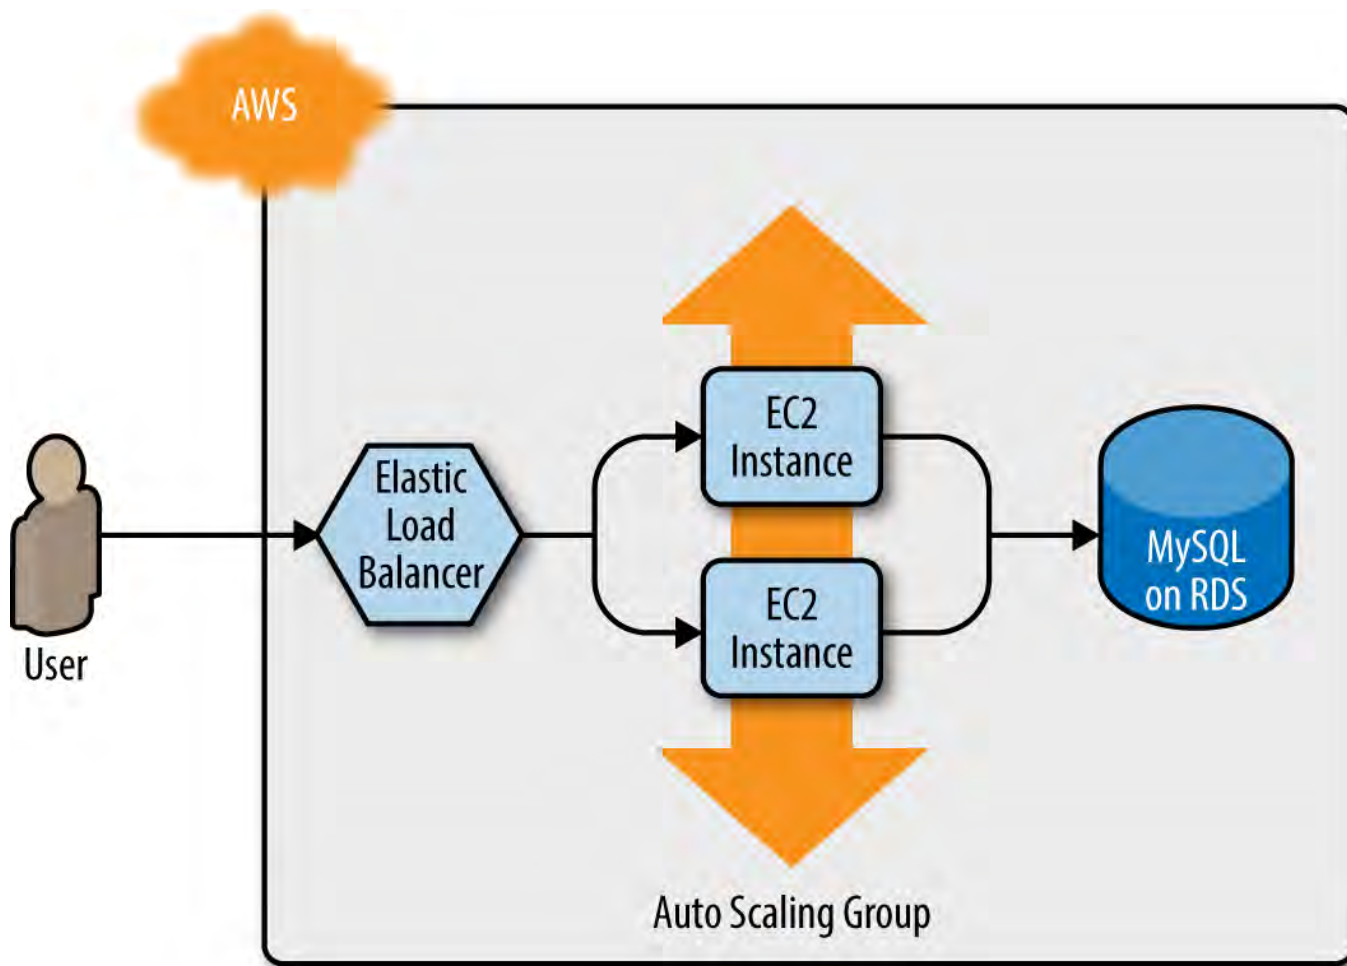 AWS
User
Elastic
Load
Balancer
EC2
Instance
EC2
Instance
MySQL
on RDS
Auto Scaling Group